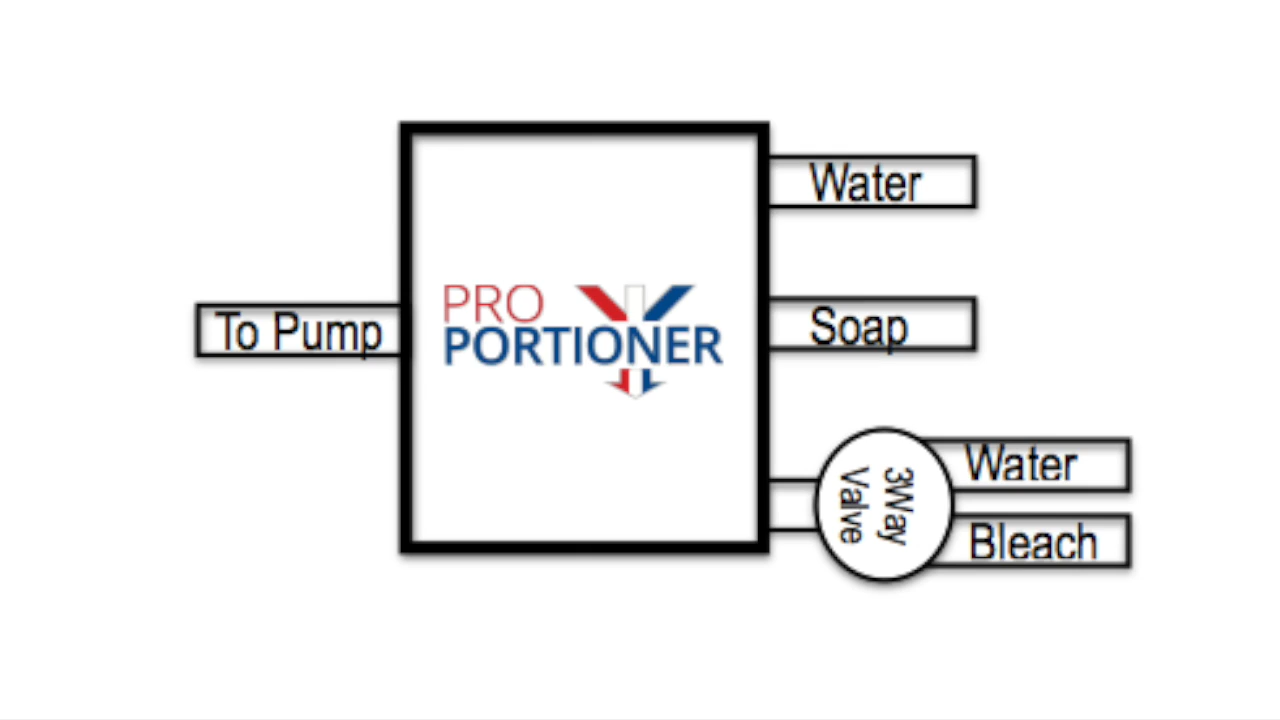 Water
To Pump
PRO
PORTIONER
Soap
3Way
Valve
Water
Bleach